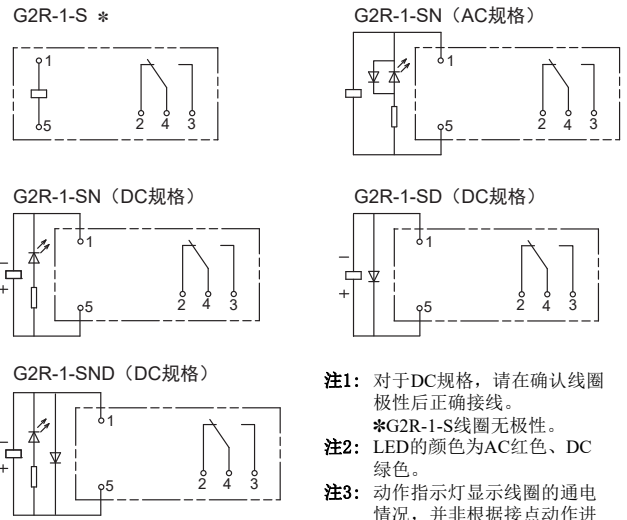 G2R-1-S ✻
1
5
2 4 3
G2R-1-SN（AC规格）
1
5
2 4 3
G2R-1-SN（DC规格）
−
+
1
5
2 4 3
G2R-1-SD（DC规格）
−
+
1
5
2 4 3
G2R-1-SND（DC规格）
−
+
1
5
2 4 3
注1: 对于DC规格，请在确认线圈
极性后正确接线。
✻G2R-1-S线圈无极性。
注2: LED的颜色为AC红色、DC
绿色。
注3: 动作指示灯显示线圈的通电
情况，并非根据接点动作进